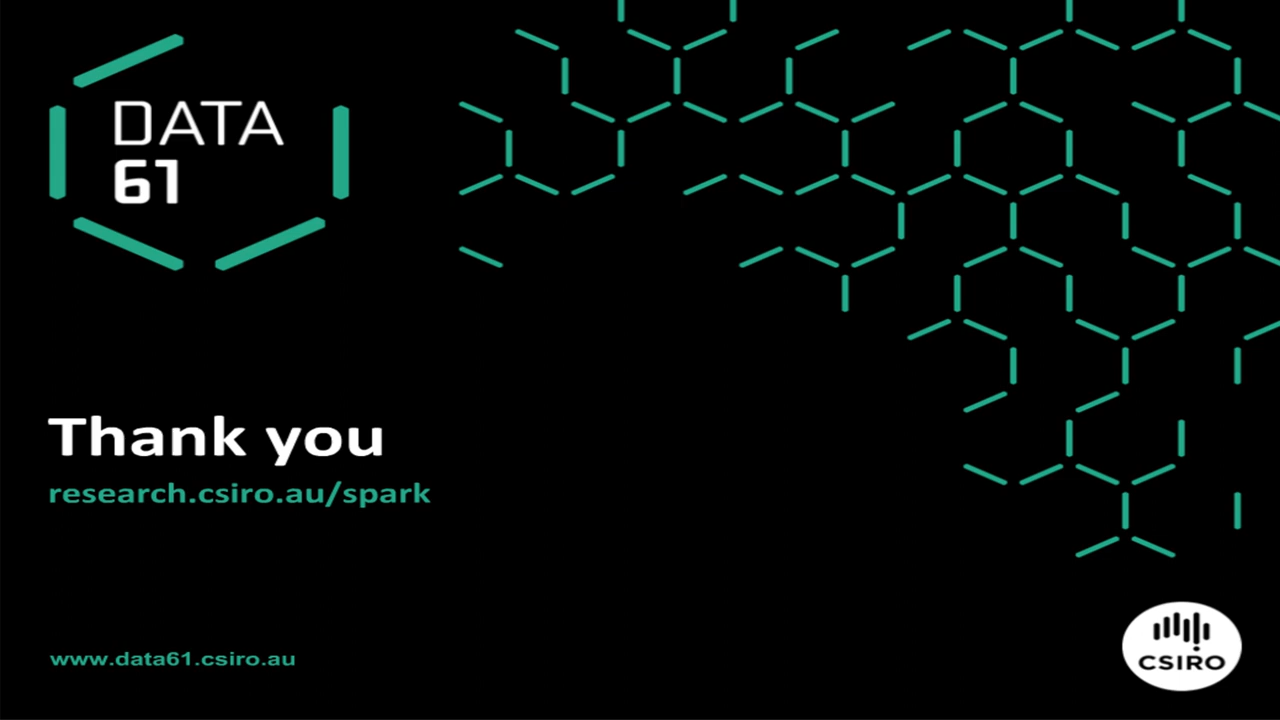 DATA
61
Thank you
research.csiro.au/spark
www.data61.csiro.au
CSIRO